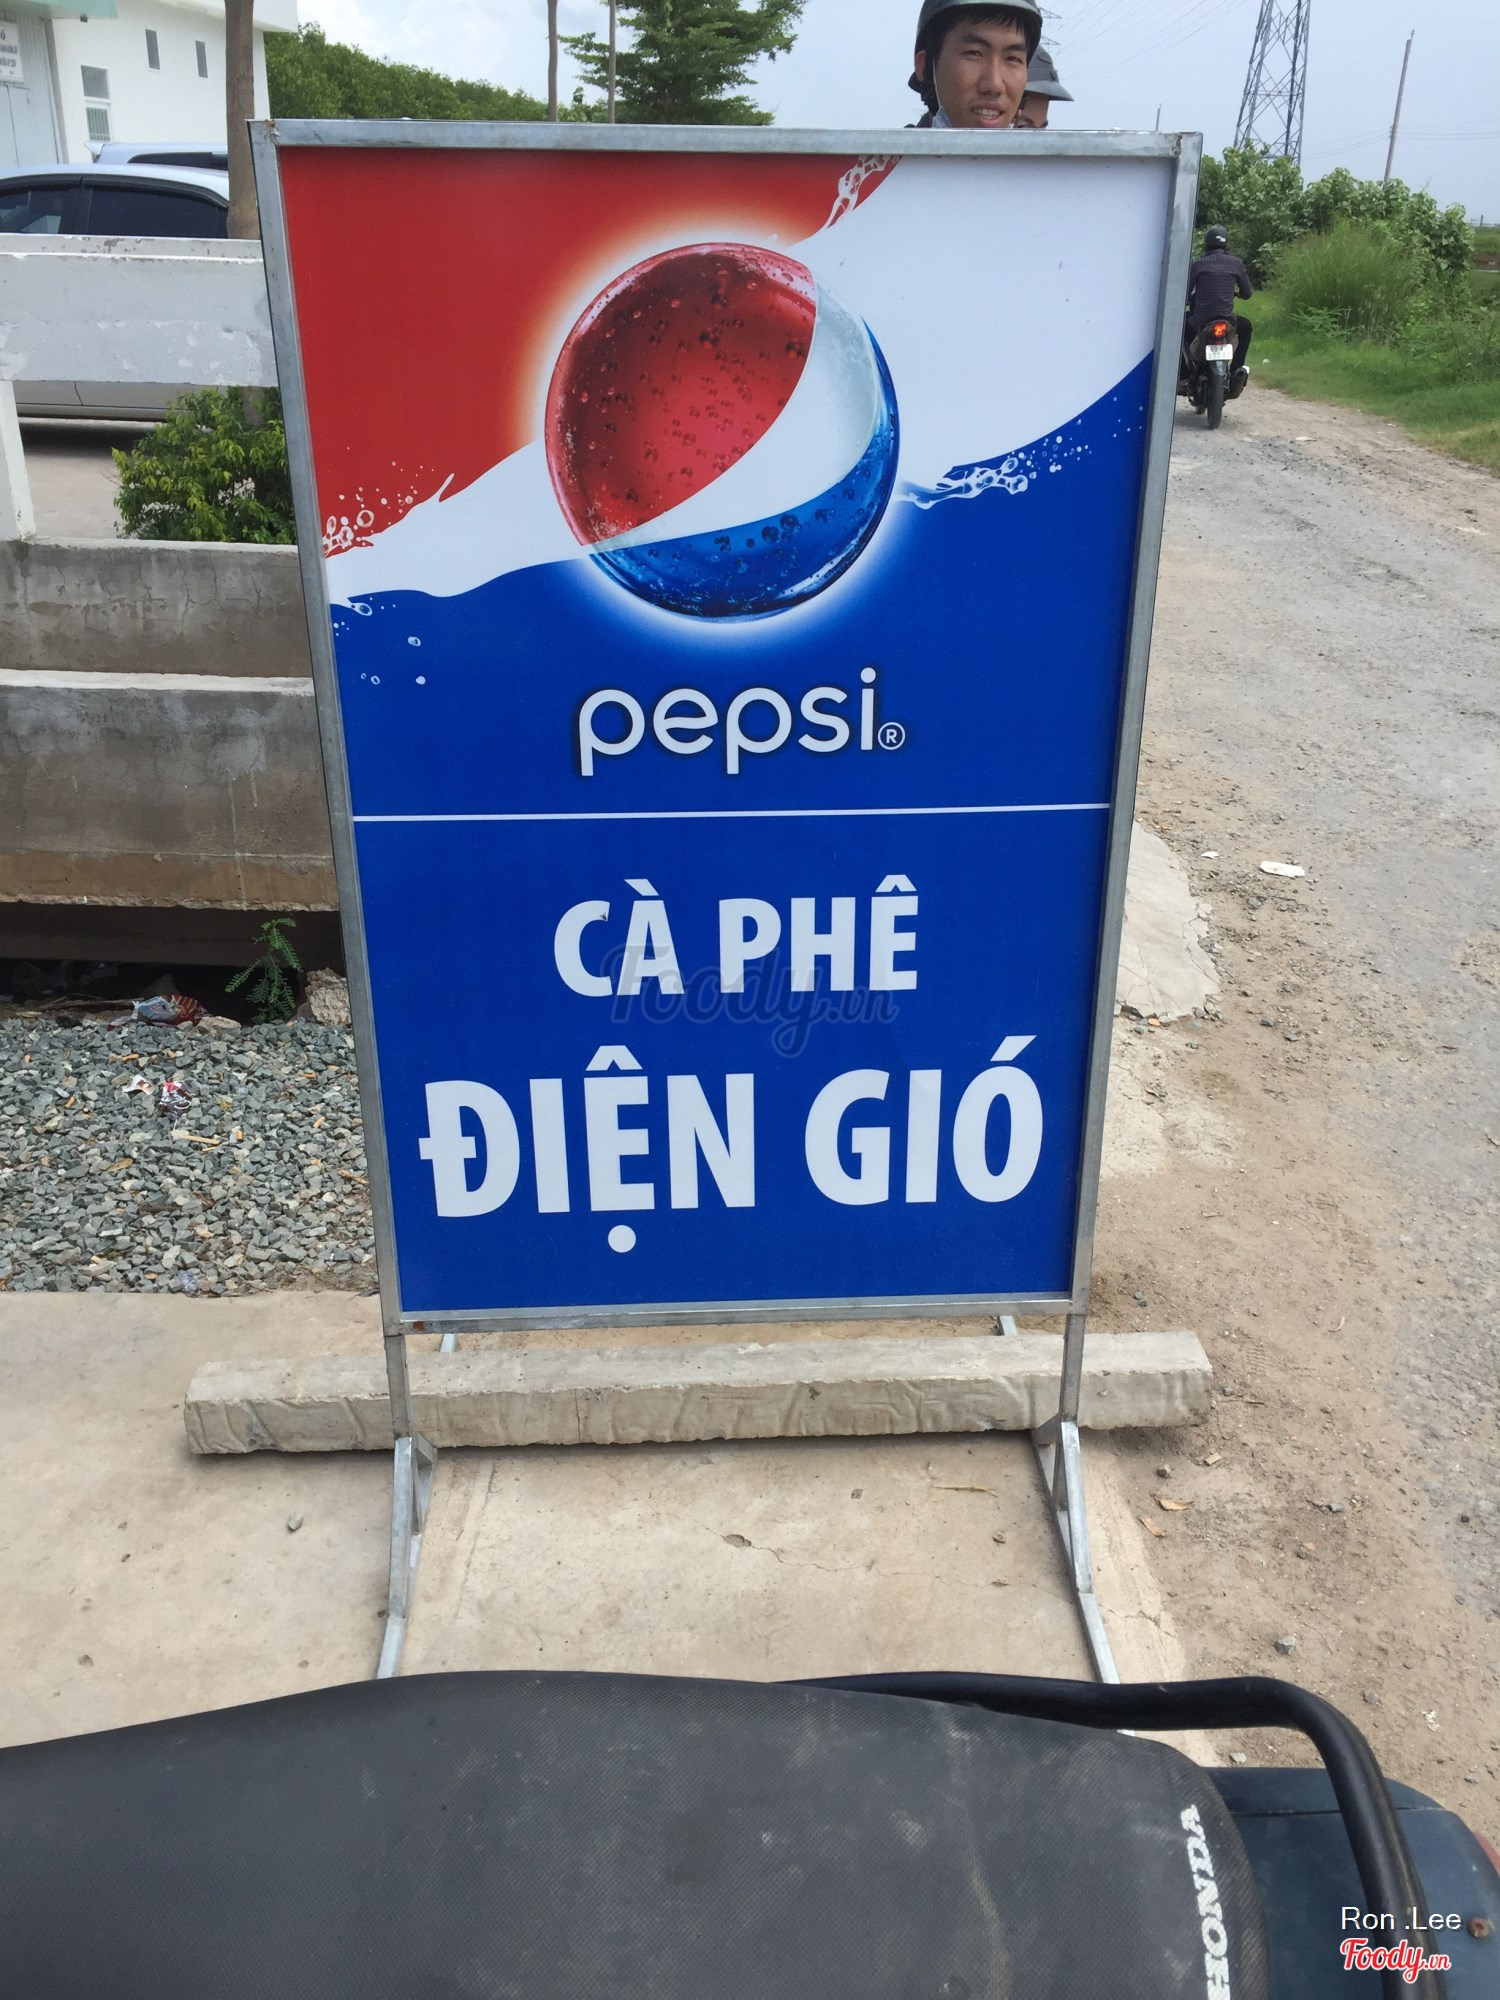 pepsi®
CÀ PHÊ
Foody.vn
ĐIỆN GIÓ
HONDA
Ron .Lee
Foody.vn